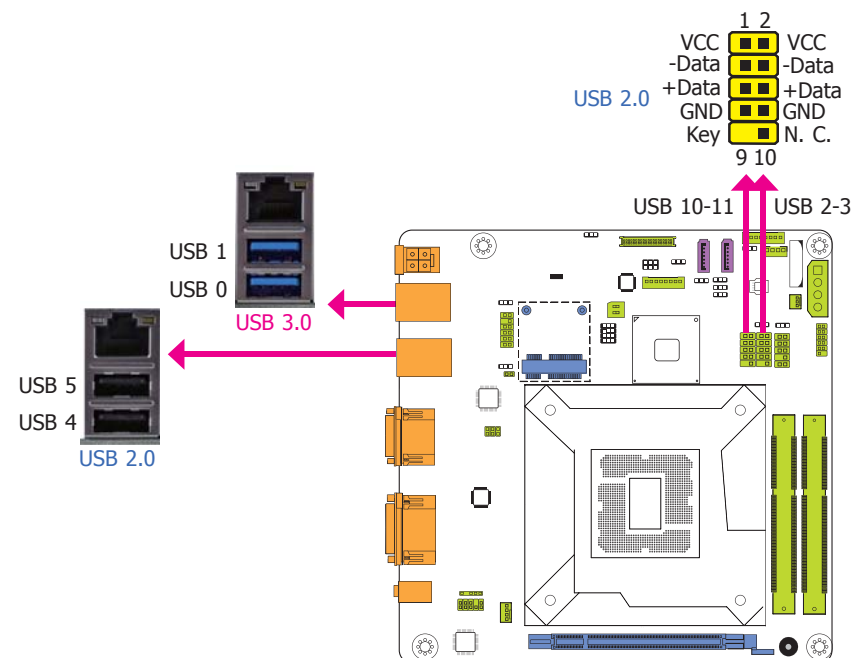 1 2
VCC VCC
-Data -Data
+Data +Data
USB 2.0
GND GND
Key N. C.
9 10
USB 10-11 USB 2-3
USB 1
USB 0
USB 3.0
USB 5
USB 4
USB 2.0